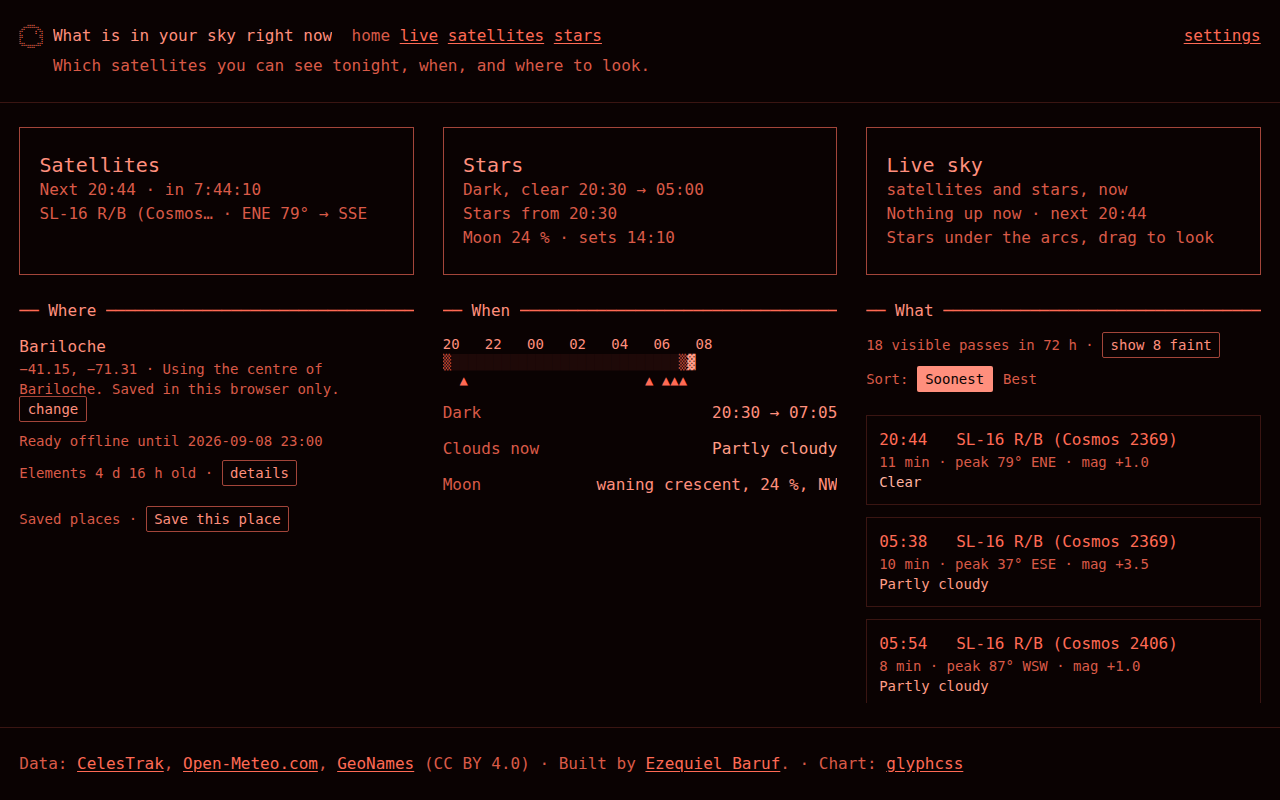 What is in your sky right now home live satellites stars settings
Which satellites you can see tonight, when, and where to look.
Satellites
Next 20:44 · in 7:44:10
SL-16 R/B (Cosmos… · ENE 79° → SSE
Stars
Dark, clear 20:30 → 05:00
Stars from 20:30
Moon 24 % · sets 14:10
Live sky
satellites and stars, now
Nothing up now · next 20:44
Stars under the arcs, drag to look
Where
Bariloche
−41.15, −71.31 · Using the centre of
Bariloche. Saved in this browser only.
change
Ready offline until 2026-09-08 23:00
Elements 4 d 16 h old · details
Saved places · Save this place
When
20 22 00 02 04 06 08
Dark 20:30 → 07:05
Clouds now Partly cloudy
Moon waning crescent, 24 %, NW
What
18 visible passes in 72 h · show 8 faint
Sort: Soonest Best
20:44 SL-16 R/B (Cosmos 2369)
11 min · peak 79° ENE · mag +1.0
Clear
05:38 SL-16 R/B (Cosmos 2369)
10 min · peak 37° ESE · mag +3.5
Partly cloudy
05:54 SL-16 R/B (Cosmos 2406)
8 min · peak 87° WSW · mag +1.0
Partly cloudy
Data: CelesTrak, Open-Meteo.com, GeoNames (CC BY 4.0) · Built by Ezequiel Baruf. · Chart: glyphcss